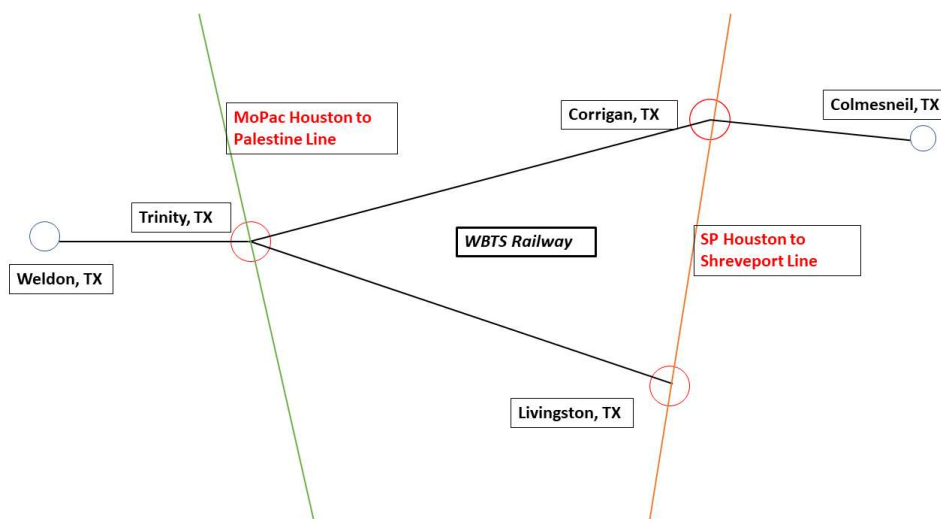 MoPac Houston to
Palestine Line
Corrigan, TX
Colmesneil, TX
Trinity, TX
WBTS Railway
SP Houston to
Shreveport Line
Weldon, TX
Livingston, TX